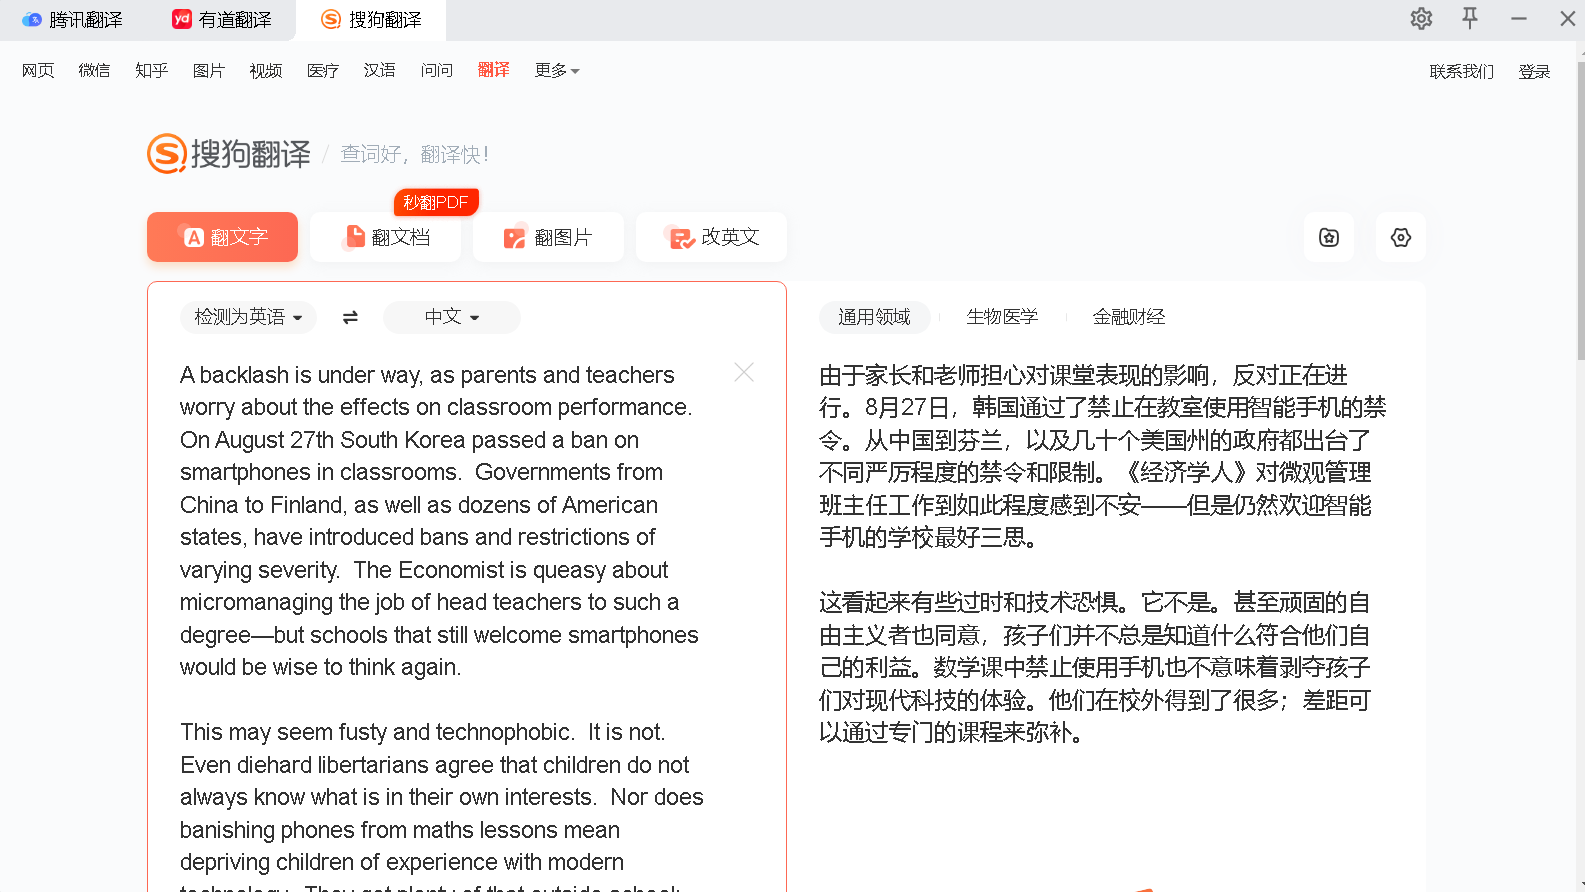 腾讯翻译
yd 有道翻译
搜狗翻译
网页 微信 知乎 图片 视频 医疗 汉语 问问 翻译 更多
联系我们 登录
搜狗翻译 / 查词好，翻译快！
秒翻PDF
翻文字 翻文档 翻图片 改英文
检测为英语 中文
A backlash is under way, as parents and teachers
worry about the effects on classroom performance.
On August 27th South Korea passed a ban on
smartphones in classrooms.  Governments from
China to Finland, as well as dozens of American
states, have introduced bans and restrictions of
varying severity.  The Economist is queasy about
micromanaging the job of head teachers to such a
degree—but schools that still welcome smartphones
would be wise to think again.
This may seem fusty and technophobic.  It is not.
Even diehard libertarians agree that children do not
always know what is in their own interests.  Nor does
banishing phones from maths lessons mean
depriving children of experience with modern
technology.  They get plenty of that outside school;
通用领域 生物医学 金融财经
由于家长和老师担心对课堂表现的影响，反对正在进
行。8月27日，韩国通过了禁止在教室使用智能手机的禁
令。从中国到芬兰，以及几十个美国州的政府都出台了
不同严厉程度的禁令和限制。《经济学人》对微观管理
班主任工作到如此程度感到不安——但是仍然欢迎智能
手机的学校最好三思。
这看起来有些过时和技术恐惧。它不是。甚至顽固的自
由主义者也同意，孩子们并不总是知道什么符合他们自
己的利益。数学课中禁止使用手机也不意味着剥夺孩子
们对现代科技的体验。他们在校外得到了很多；差距可
以通过专门的课程来弥补。